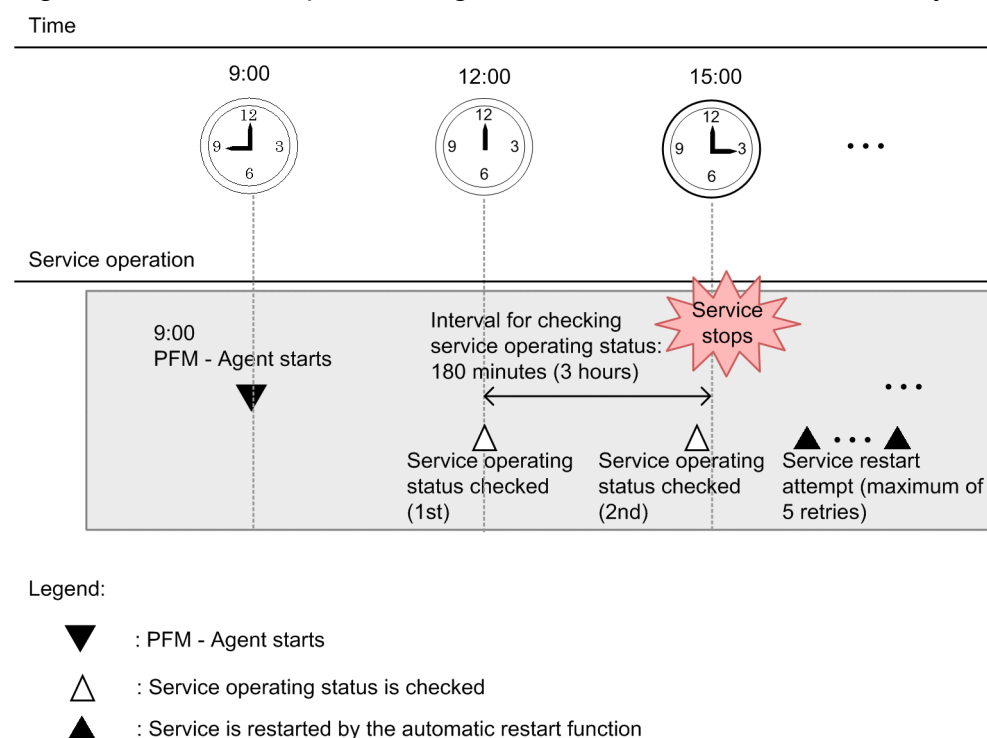 Time
9:00 12:00 15:00
12 12 12
9 3 9 3 9 3 ...
6 6 6
Service operation
Service
stops
9:00
PFM - Agent starts
Interval for checking
service operating status:
180 minutes (3 hours)
...
...
Service operating
status checked
(1st)
Service operating
status checked
(2nd)
Service restart
attempt (maximum of
5 retries)
Legend:
: PFM - Agent starts
: Service operating status is checked
: Service is restarted by the automatic restart function